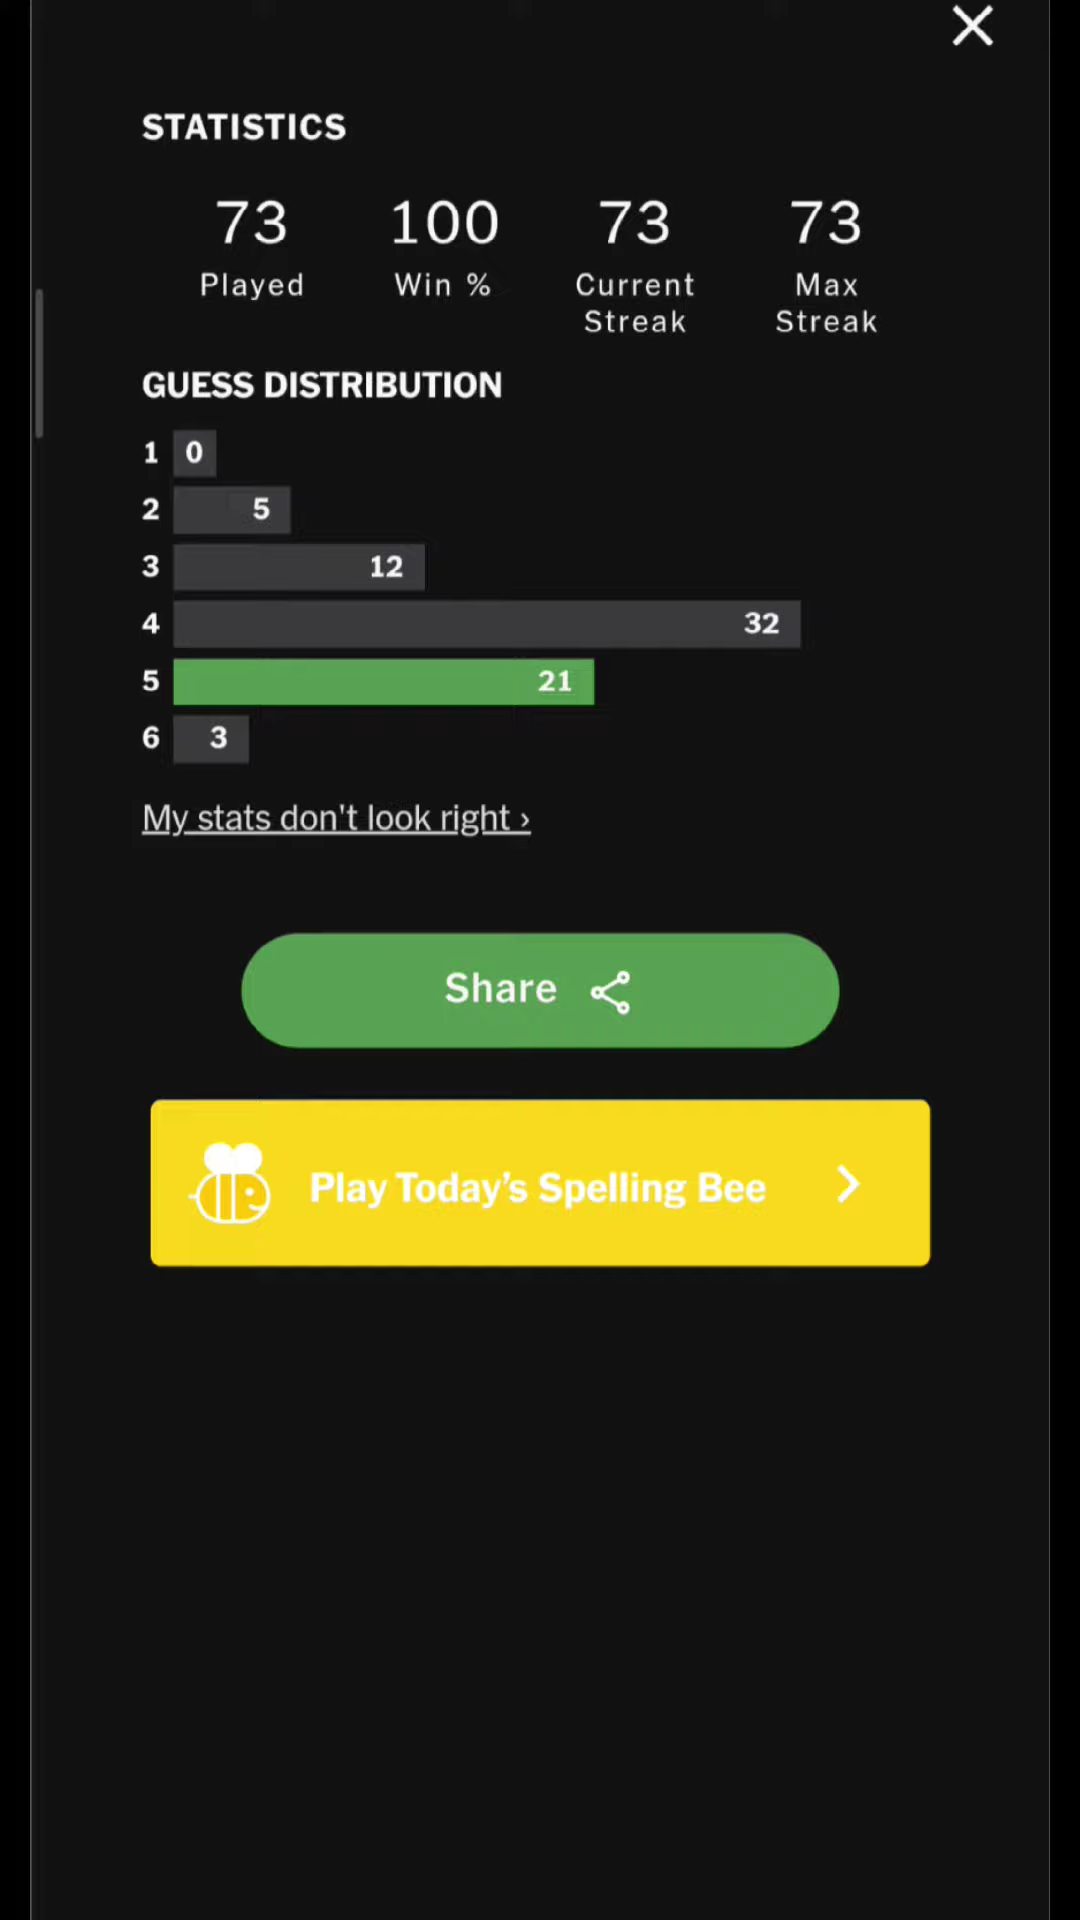 STATISTICS
73 100 73 73
Played Win % Current Streak Max Streak
GUESS DISTRIBUTION
1 0
2 5
3 12
4 32
5 21
6 3
My stats don't look right ›
Share
Play Today’s Spelling Bee